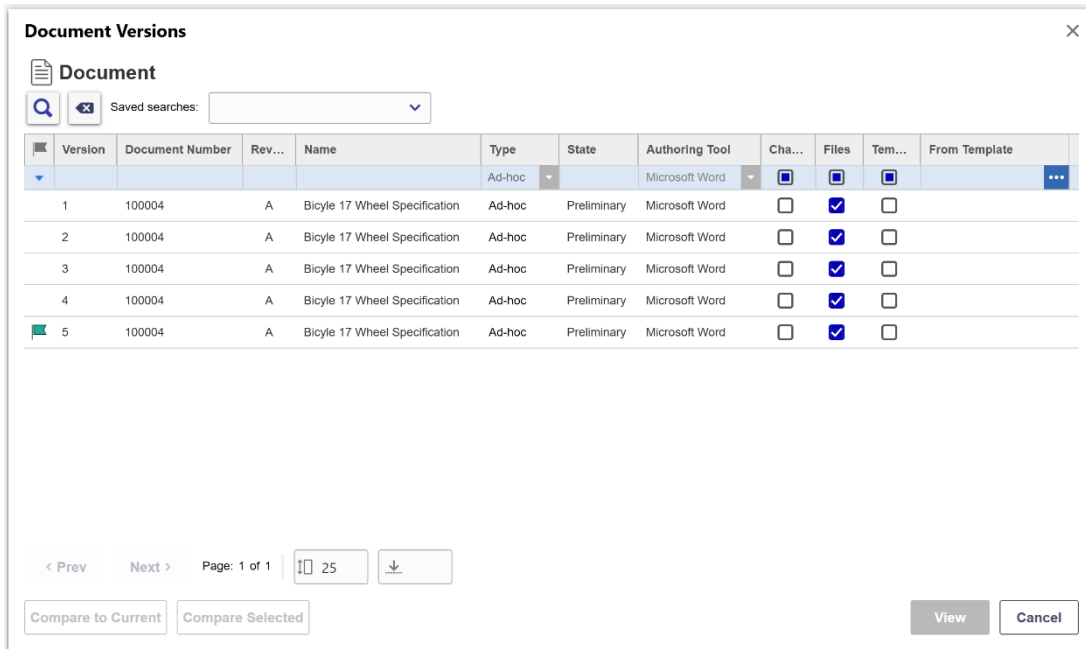 Document Versions
Document
Saved searches:
Version Document Number Rev... Name Type State Authoring Tool Cha... Files Tem... From Template
Ad-hoc Microsoft Word
1 100004 A Bicyle 17 Wheel Specification Ad-hoc Preliminary Microsoft Word
2 100004 A Bicyle 17 Wheel Specification Ad-hoc Preliminary Microsoft Word
3 100004 A Bicyle 17 Wheel Specification Ad-hoc Preliminary Microsoft Word
4 100004 A Bicyle 17 Wheel Specification Ad-hoc Preliminary Microsoft Word
5 100004 A Bicyle 17 Wheel Specification Ad-hoc Preliminary Microsoft Word
< Prev Next > Page: 1 of 1 25
Compare to Current Compare Selected View Cancel